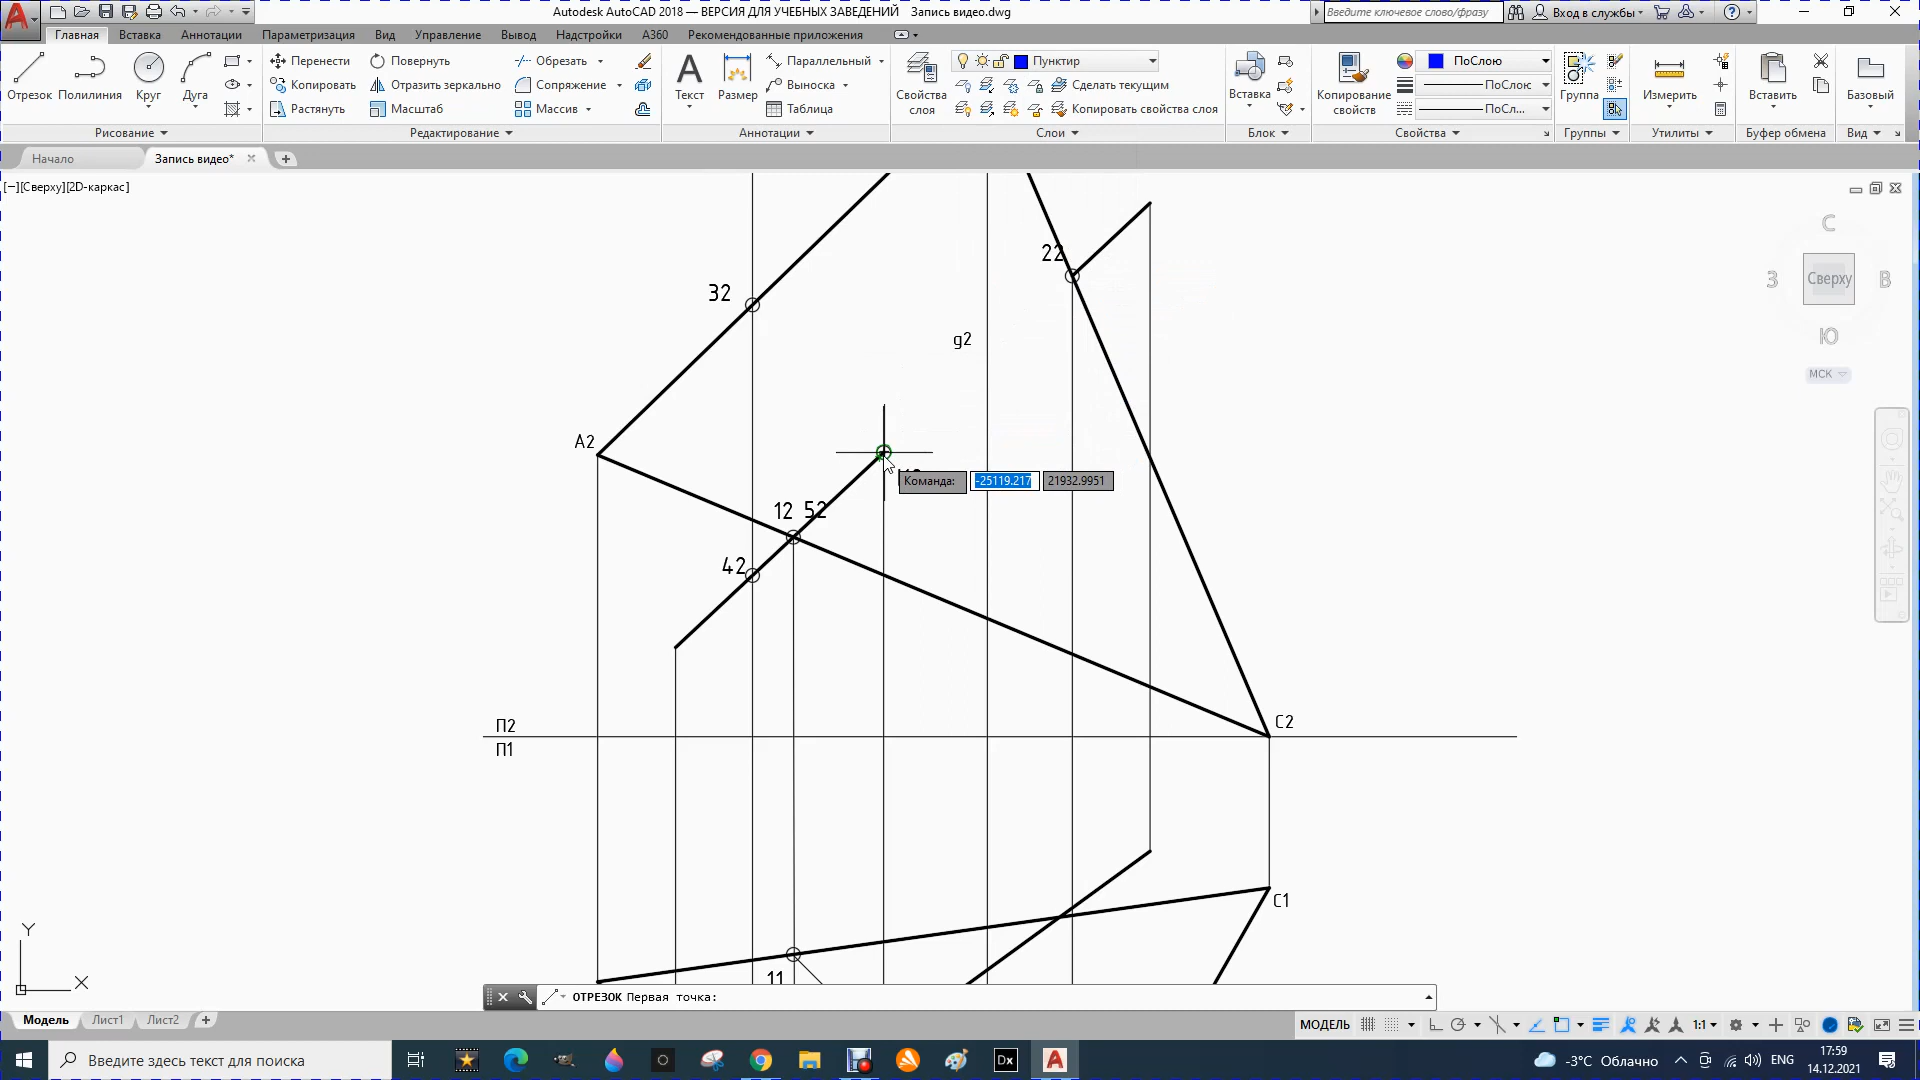 Autodesk AutoCAD 2018 — ВЕРСИЯ ДЛЯ УЧЕБНЫХ ЗАВЕДЕНИЙ Запись видео.dwg
Введите ключевое слово/фразу
Вход в службы
Главная Вставка Аннотации Параметризация Вид Управление Вывод Надстройки A360 Рекомендованные приложения
Отрезок Полилиния Круг Дуга
Перенести Повернуть Обрезать
Копировать Отразить зеркально Сопряжение
Растянуть Масштаб Массив
Текст Размер
Параллельный
Выноска
Таблица
Свойства слоя
Пунктир
Сделать текущим
Копировать свойства слоя
Вставка
Копирование свойств
ПоСлою
ПоСлою
ПоСл...
Группа
Измерить
Вставить
Базовый
Рисование Редактирование Аннотации Слои Блок Свойства Группы Утилиты Буфер обмена Вид
Начало Запись видео*
[−][Сверху][2D-каркас]
С
З Сверху В
Ю
МСК
22
32
g2
A2
Команда: -25119.217 21932.9951
12 52
42
П2
П1
C2
C1
11
Y
X
ОТРЕЗОК Первая точка:
Модель Лист1 Лист2
МОДЕЛЬ 1:1
Введите здесь текст для поиска
Dx
-3°C Облачно
ENG
17:59
14.12.2021